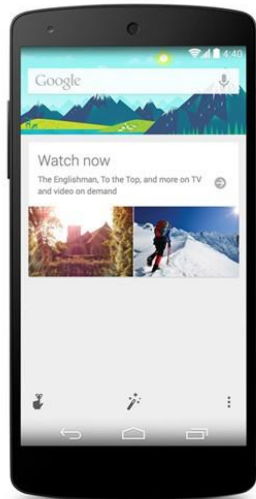 4:40
Google
Watch now
The Englishman, To the Top, and more on TV
and video on demand